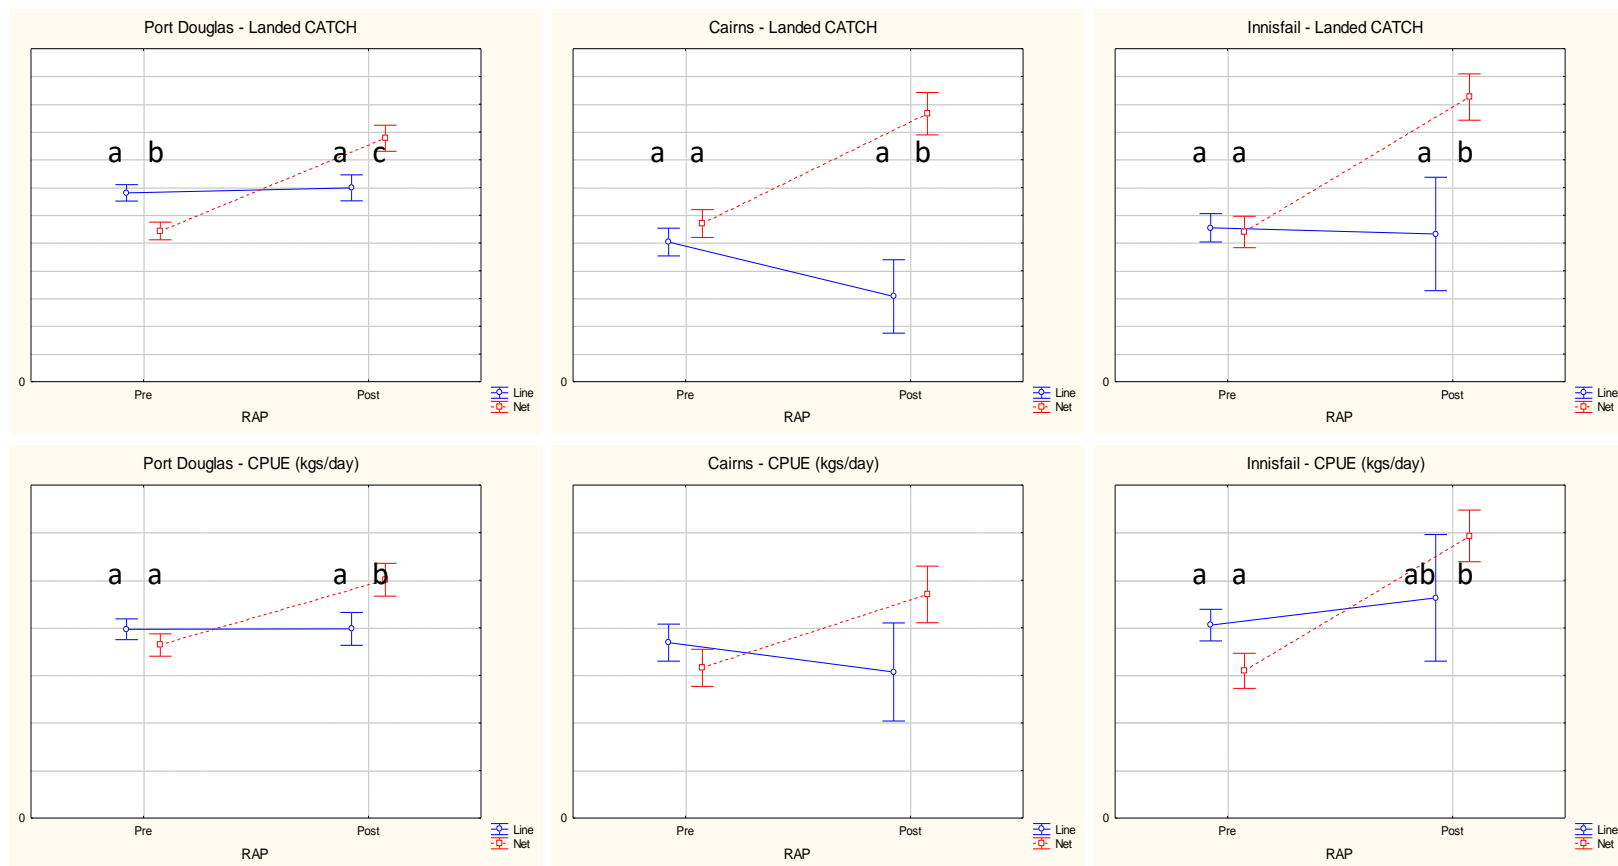 Port Douglas - Landed CATCH
a b a c
0
Pre Post
RAP
Line
Net
Cairns - Landed CATCH
a a a b
0
Pre Post
RAP
Line
Net
Innisfail - Landed CATCH
a a a b
0
Pre Post
RAP
Line
Net
Port Douglas - CPUE (kgs/day)
a a a b
0
Pre Post
RAP
Line
Net
Cairns - CPUE (kgs/day)
0
Pre Post
RAP
Line
Net
Innisfail - CPUE (kgs/day)
a a ab b
0
Pre Post
RAP
Line
Net